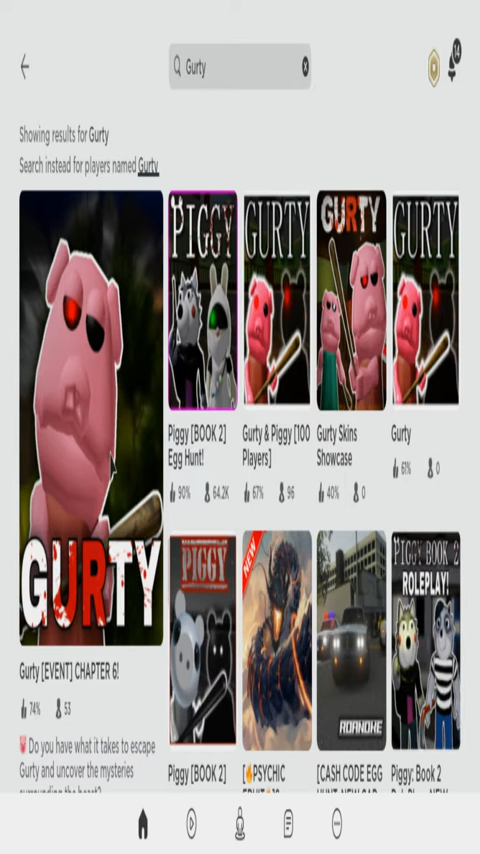 Gurty
14
Showing results for Gurty
Search instead for players named Gurty
GURTY
Gurty [EVENT] CHAPTER 6!
74% 53
Do you have what it takes to escape
Gurty and uncover the mysteries
surrounding the beast?
PIGGY
Piggy [BOOK 2]
Egg Hunt!
90% 64.2K
GURTY
Gurty & Piggy [100
Players]
67% 96
GURTY
Gurty Skins
Showcase
40% 0
GURTY
Gurty
61% 0
PIGGY
Piggy [BOOK 2]
NEW
[🔥PSYCHIC
ROANOKE
[CASH CODE EGG
PIGGY BOOK 2
ROLEPLAY!
Piggy: Book 2